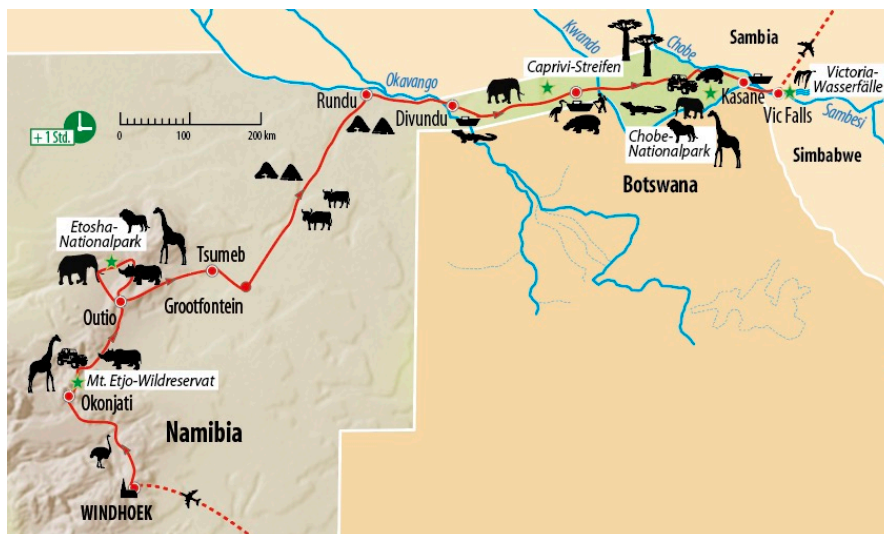 Kwando
Chobe
Sambia
Caprivi-Streifen
Victoria-
Wasserfälle
Okavango
Rundu
Divundu
Kasane
Vic Falls
Sambesi
+ 1 Std.
0 100 200 km
Chobe-
Nationalpark
Simbabwe
Botswana
Etosha-
Nationalpark
Tsumeb
Grootfontein
Outio
Mt. Etjo-Wildreservat
Okonjati
Namibia
WINDHOEK